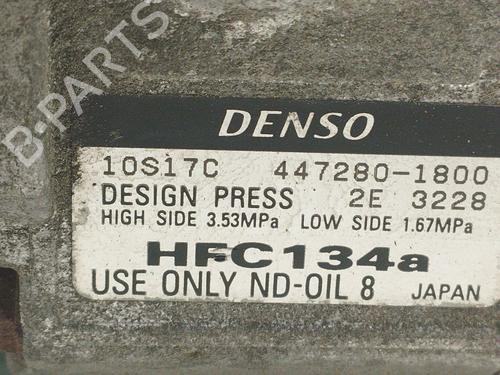 B-PARTS
DENSO
10S17C 447280-1800
DESIGN PRESS 2E 3228
HIGH SIDE 3.53MPa LOW SIDE 1.67MPa
HFC134a
USE ONLY ND-OIL 8 JAPAN